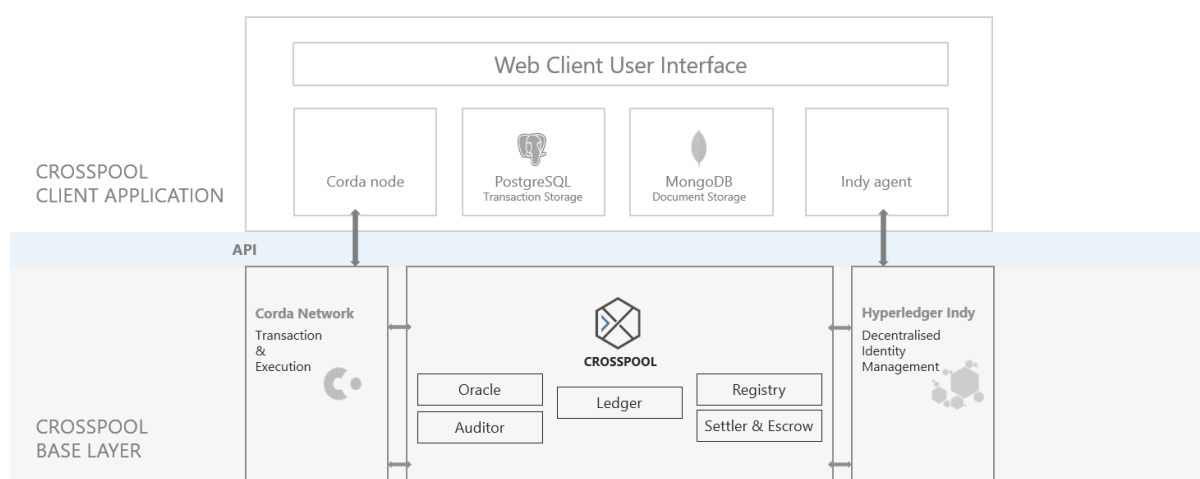 Web Client User Interface
CROSSPOOL
CLIENT APPLICATION
Corda node
PostgreSQL
Transaction Storage
MongoDB
Document Storage
Indy agent
API
Corda Network
Transaction
&
Execution
CROSSPOOL
Oracle
Auditor
Ledger
Registry
Settler & Escrow
Hyperledger Indy
Decentralised
Identity
Management
CROSSPOOL
BASE LAYER